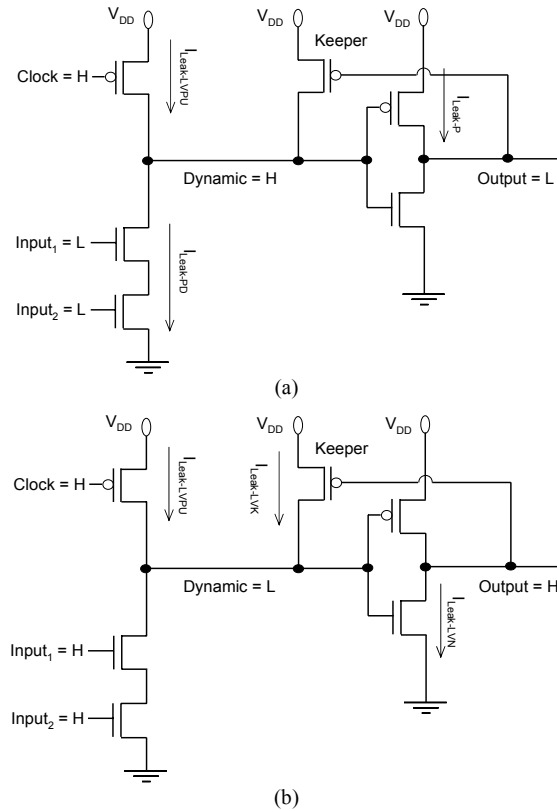 V_DD V_DD V_DD
Keeper
Clock = H I_Leak-LVPU I_Leak-P
Dynamic = H Output = L
Input_1 = L I_Leak-PD
Input_2 = L
(a)
V_DD V_DD V_DD
Keeper
Clock = H I_Leak-LVPU I_Leak-LVK
Dynamic = L Output = H
Input_1 = H I_Leak-LVN
Input_2 = H
(b)